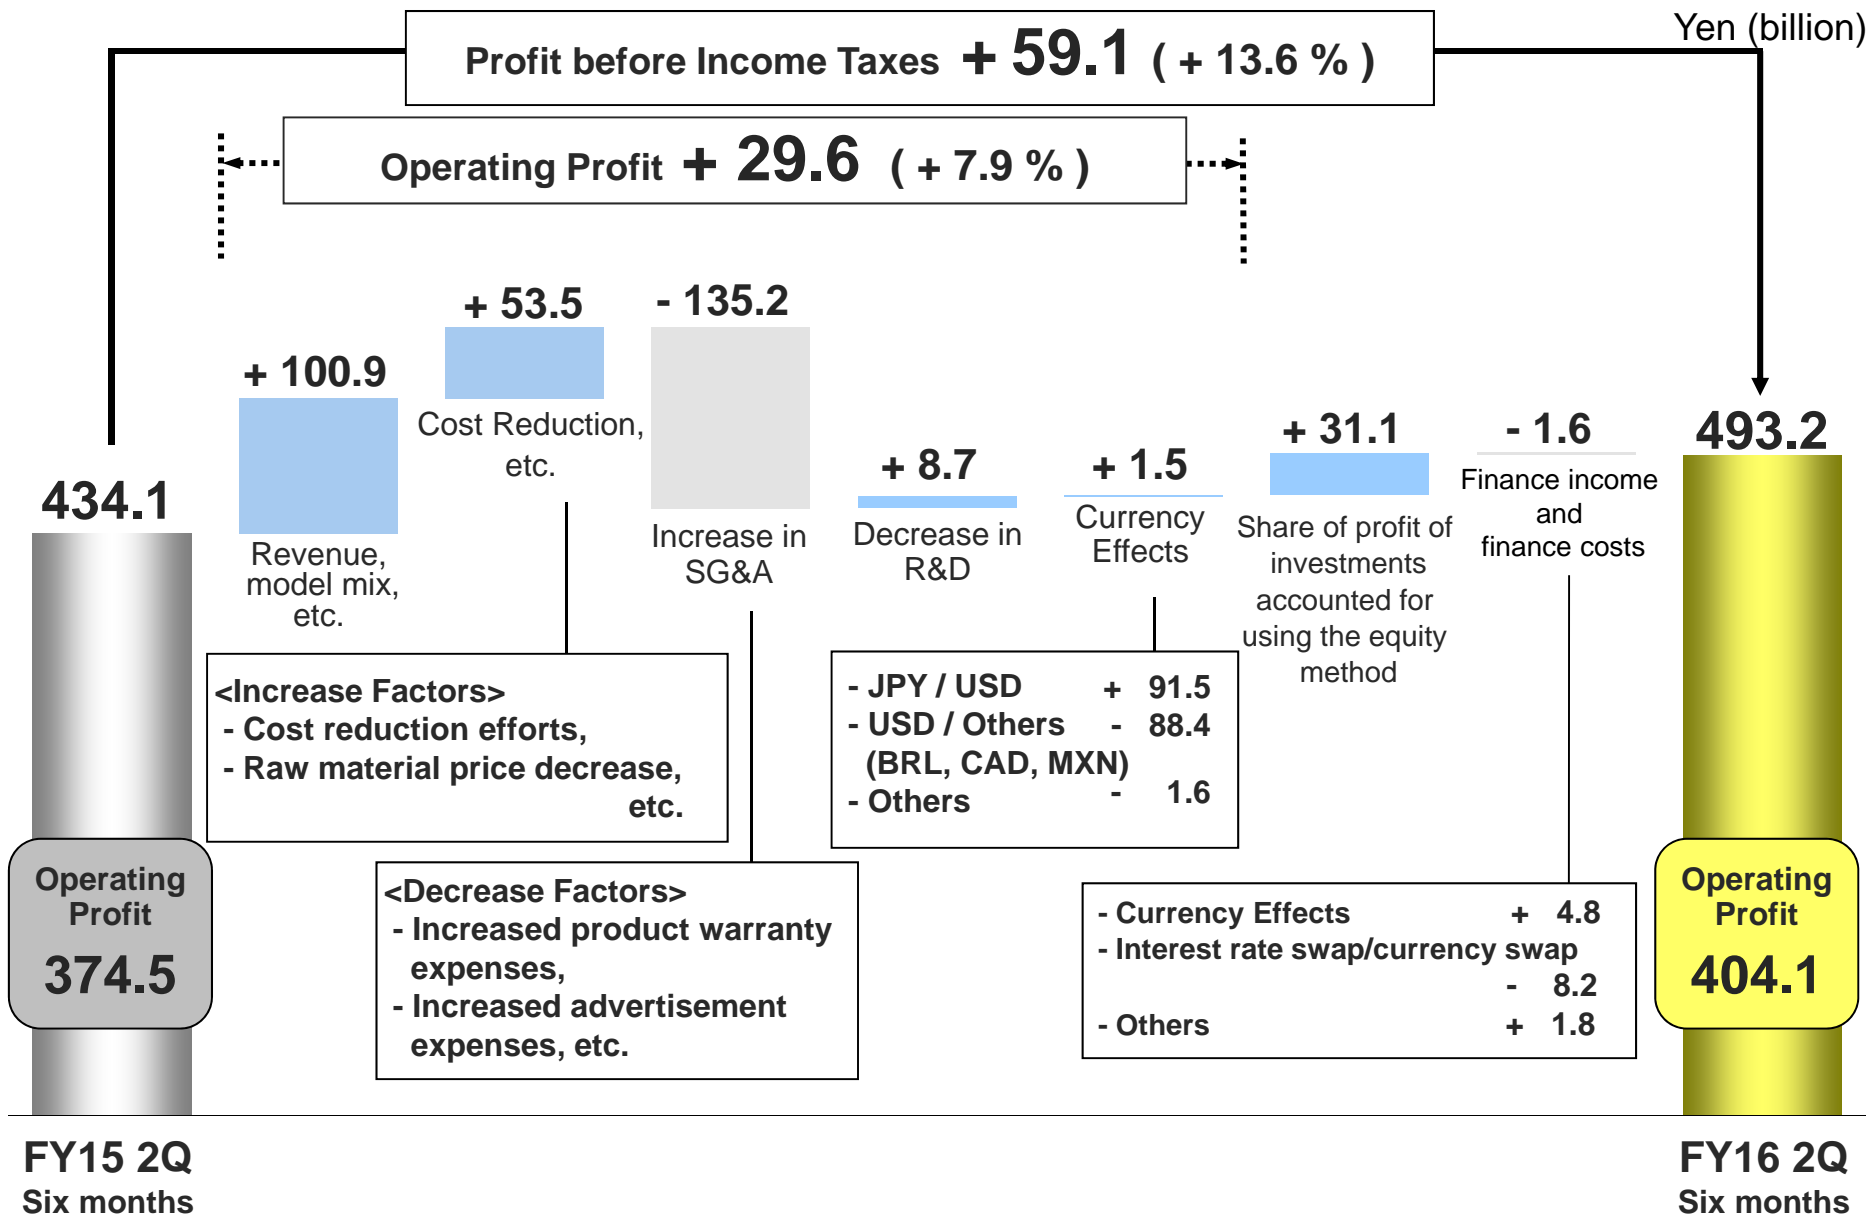 Yen (billion)
Profit before Income Taxes + 59.1 ( + 13.6 % )
Operating Profit + 29.6 ( + 7.9 % )
434.1
+ 100.9
Revenue,
model mix,
etc.
+ 53.5
Cost Reduction,
etc.
- 135.2
Increase in
SG&A
+ 8.7
Decrease in
R&D
+ 1.5
Currency
Effects
+ 31.1
Share of profit of
investments
accounted for
using the equity
method
- 1.6
Finance income
and
finance costs
493.2
<Increase Factors>
- Cost reduction efforts,
- Raw material price decrease,
etc.
<Decrease Factors>
- Increased product warranty
expenses,
- Increased advertisement
expenses, etc.
- JPY / USD + 91.5
- USD / Others - 88.4
(BRL, CAD, MXN)
- Others - 1.6
- Currency Effects + 4.8
- Interest rate swap/currency swap
- 8.2
- Others + 1.8
Operating
Profit
374.5
Operating
Profit
404.1
FY15 2Q
Six months
FY16 2Q
Six months